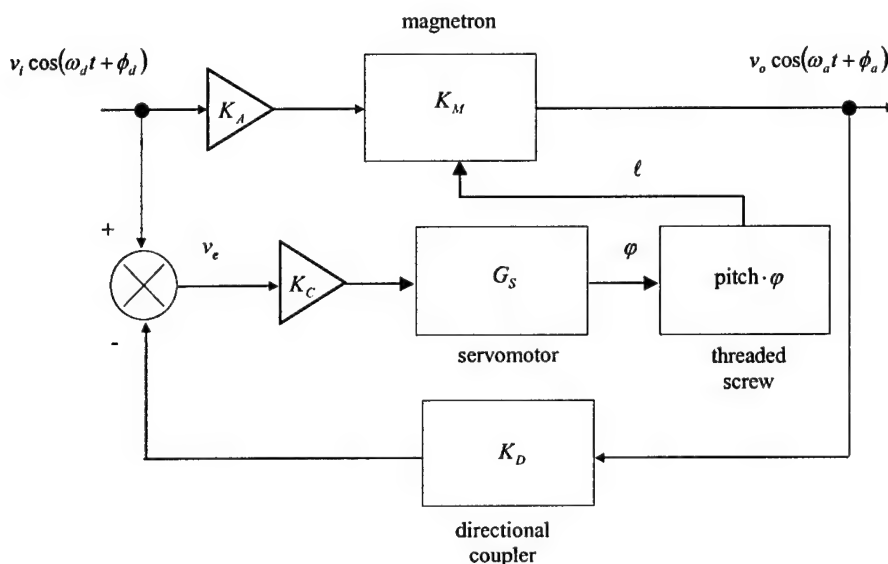 magnetron
v_i cos(ω_d t + ϕ_d)
v_o cos(ω_a t + ϕ_a)
K_A
K_M
ℓ
+
v_e
K_C
G_S
φ
pitch · φ
-
servomotor
threaded
screw
K_D
directional
coupler